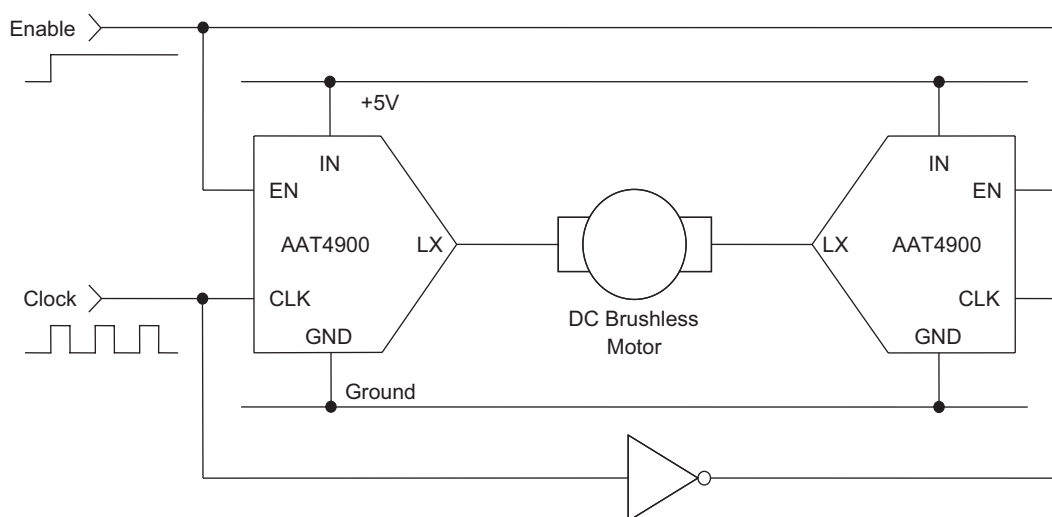 Enable
+5V
IN
IN
EN
EN
AAT4900
LX
LX
AAT4900
Clock
CLK
CLK
DC Brushless
Motor
GND
GND
Ground